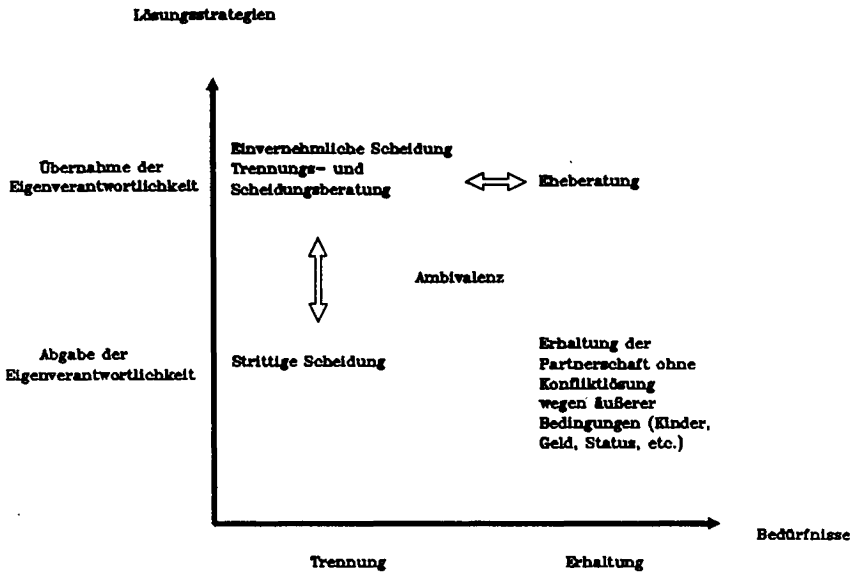 Lösungsstrategien
Übernahme der
Eigenverantwortlichkeit
Einvernehmliche Scheidung
Trennungs- und
Scheidungsberatung
Eheberatung
Ambivalenz
Abgabe der
Eigenverantwortlichkeit
Strittige Scheidung
Erhaltung der
Partnerschaft ohne
Konfliktlösung
wegen äußerer
Bedingungen (Kinder,
Geld, Status, etc.)
Bedürfnisse
Trennung
Erhaltung